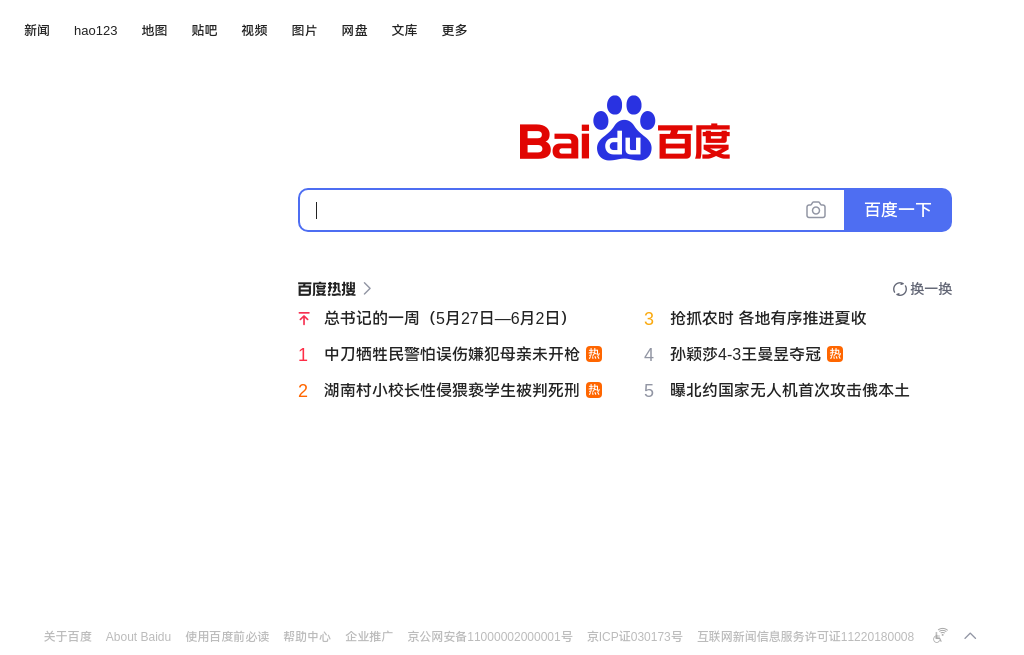 新闻 hao123 地图 贴吧 视频 图片 网盘 文库 更多
Bai du 百度
百度一下
百度热搜 换一换
总书记的一周（5月27日—6月2日）
1 中刀牺牲民警怕误伤嫌犯母亲未开枪 热
2 湖南村小校长性侵猥亵学生被判死刑 热
3 抢抓农时 各地有序推进夏收
4 孙颖莎4-3王曼昱夺冠 热
5 曝北约国家无人机首次攻击俄本土
关于百度 About Baidu 使用百度前必读 帮助中心 企业推广 京公网安备11000002000001号 京ICP证030173号 互联网新闻信息服务许可证11220180008